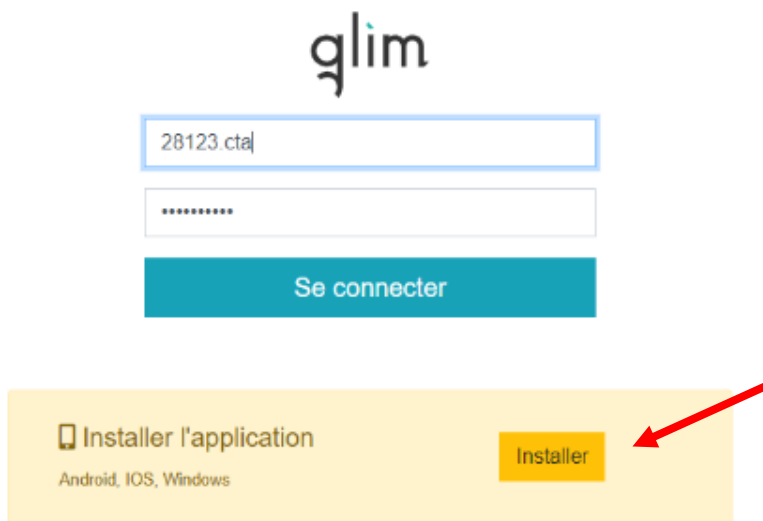 glim
28123.cta
••••••••••
Se connecter
Installer l'application
Installer
Android, IOS, Windows